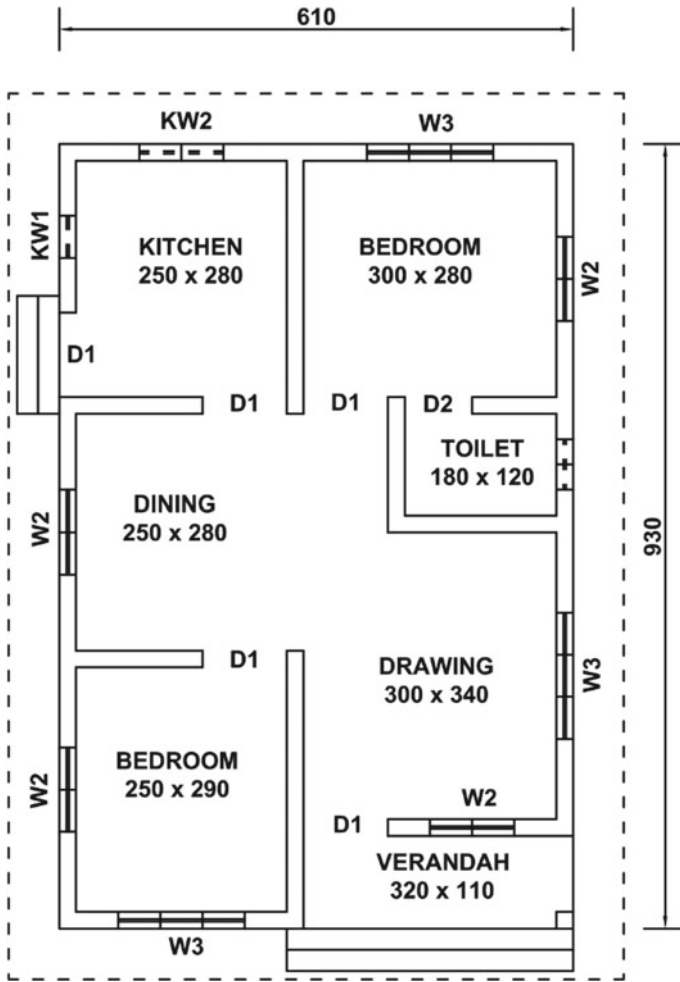 610
KW2
W3
KW1
KITCHEN
250 x 280
BEDROOM
300 x 280
W2
D1
D1
D1
D2
TOILET
180 x 120
DINING
250 x 280
W2
930
D1
DRAWING
300 x 340
W3
BEDROOM
250 x 290
W2
W2
D1
VERANDAH
320 x 110
W3